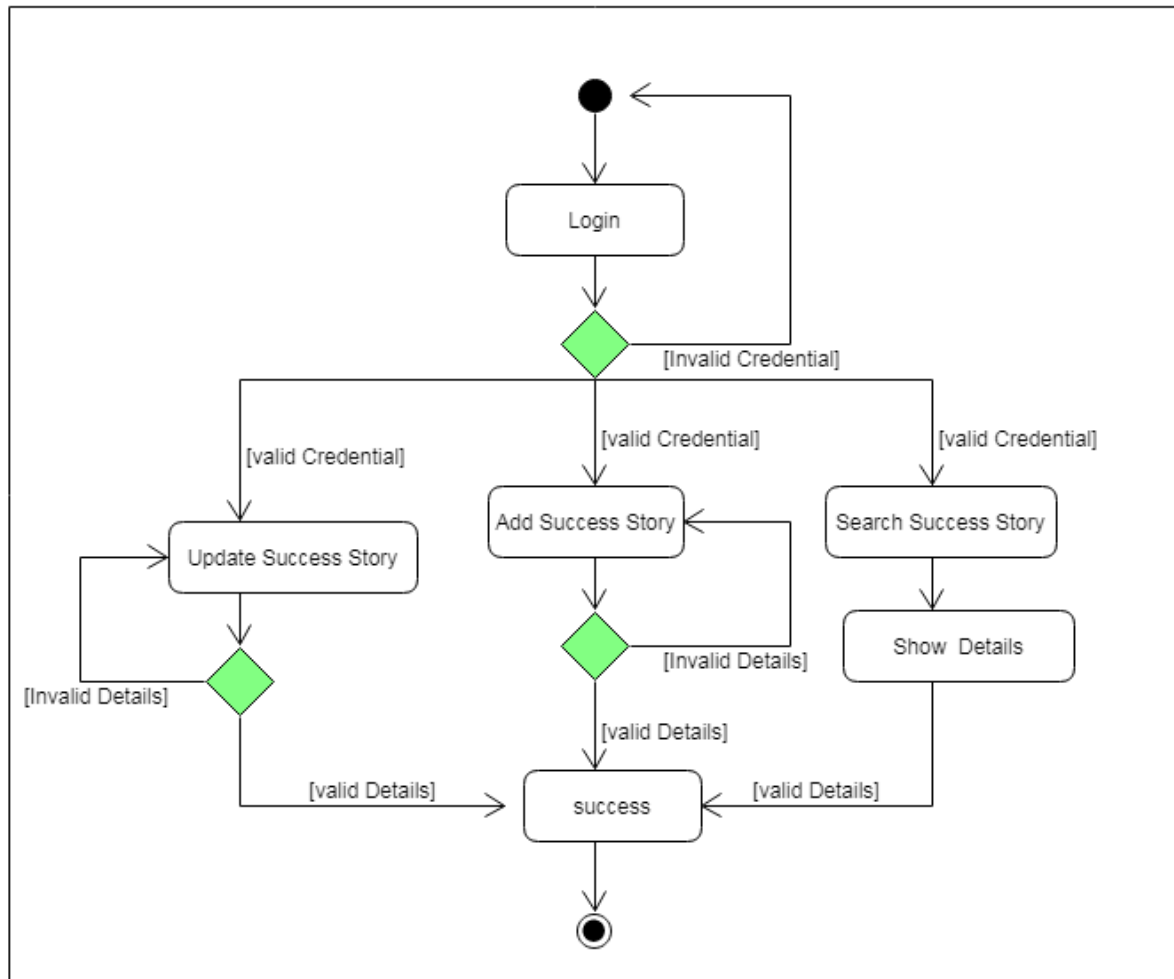 Login
[Invalid Credential]
[valid Credential]
[valid Credential]
[valid Credential]
Add Success Story
Search Success Story
Update Success Story
Show Details
[Invalid Details]
[Invalid Details]
[valid Details]
[valid Details]
[valid Details]
success